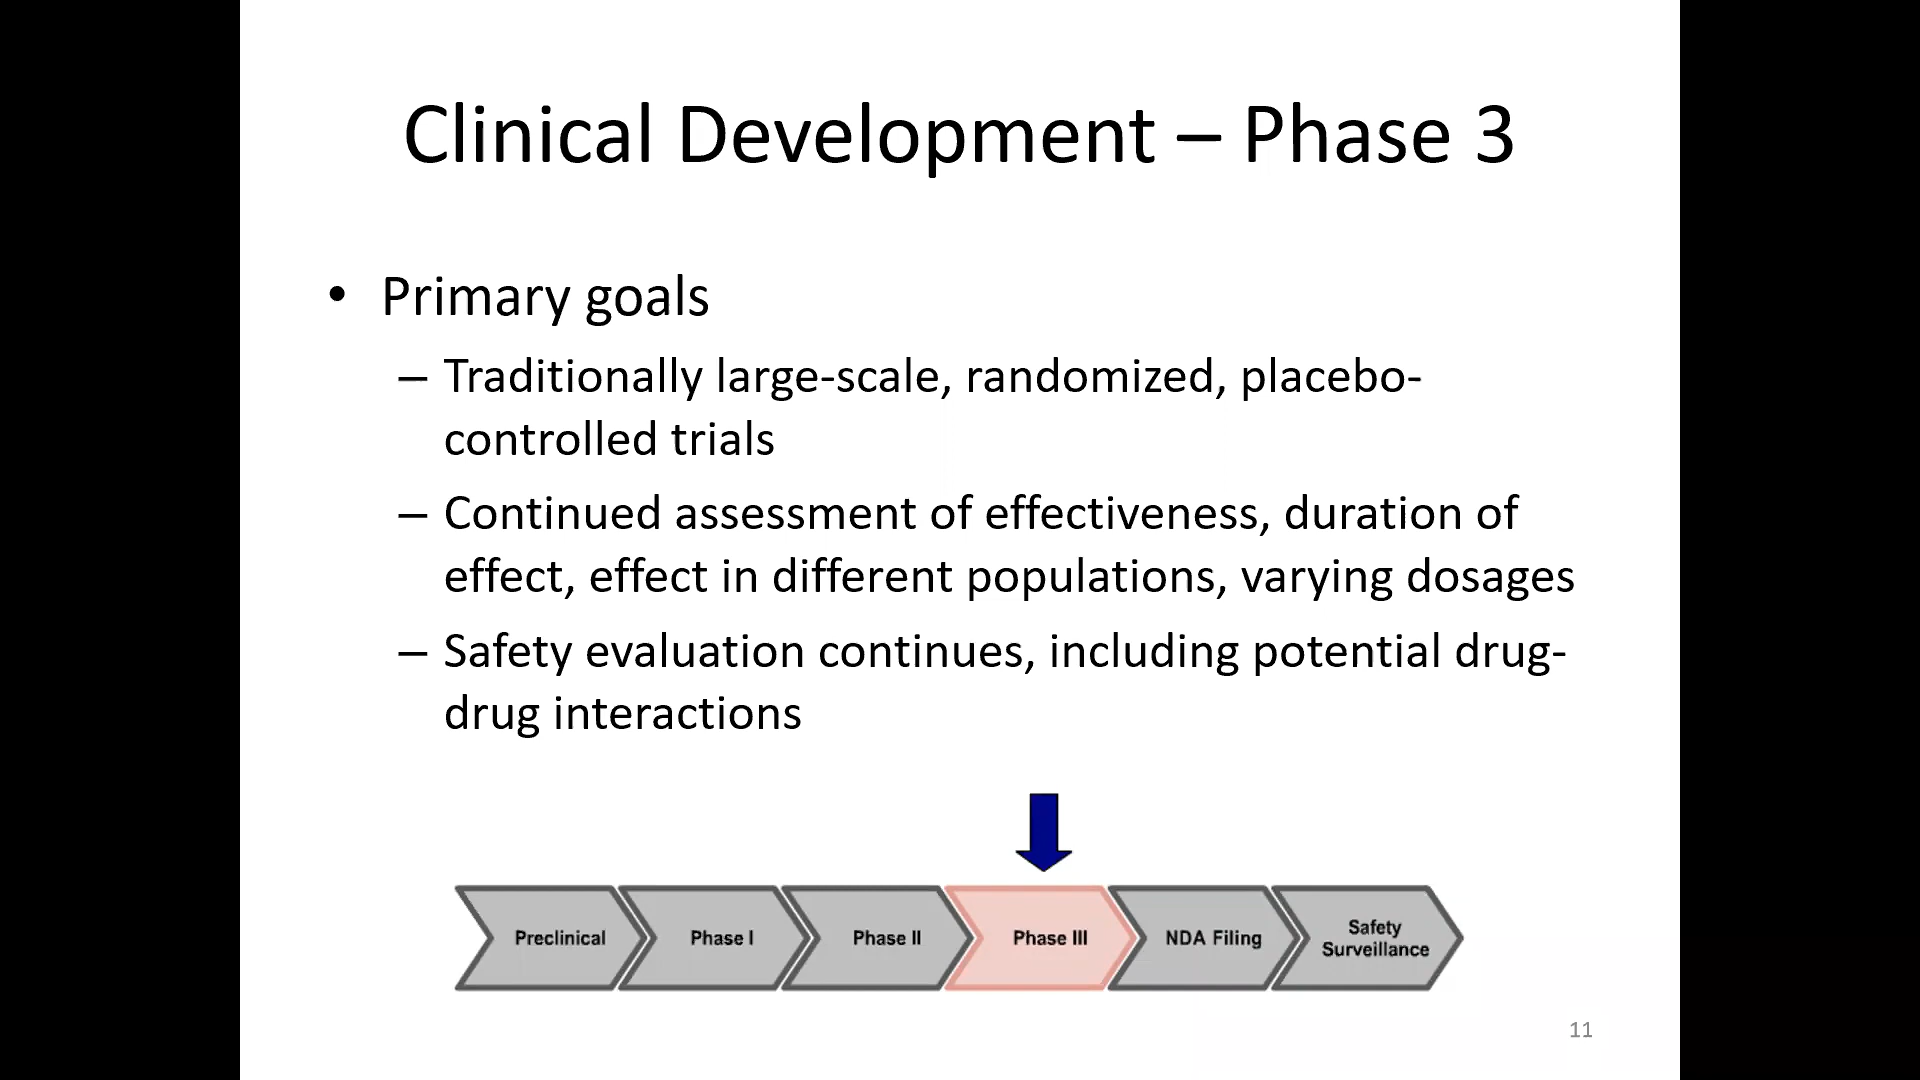 Clinical Development – Phase 3
• Primary goals
– Traditionally large-scale, randomized, placebo-
controlled trials
– Continued assessment of effectiveness, duration of
effect, effect in different populations, varying dosages
– Safety evaluation continues, including potential drug-
drug interactions
Preclinical
Phase I
Phase II
Phase III
NDA Filing
Safety
Surveillance
11